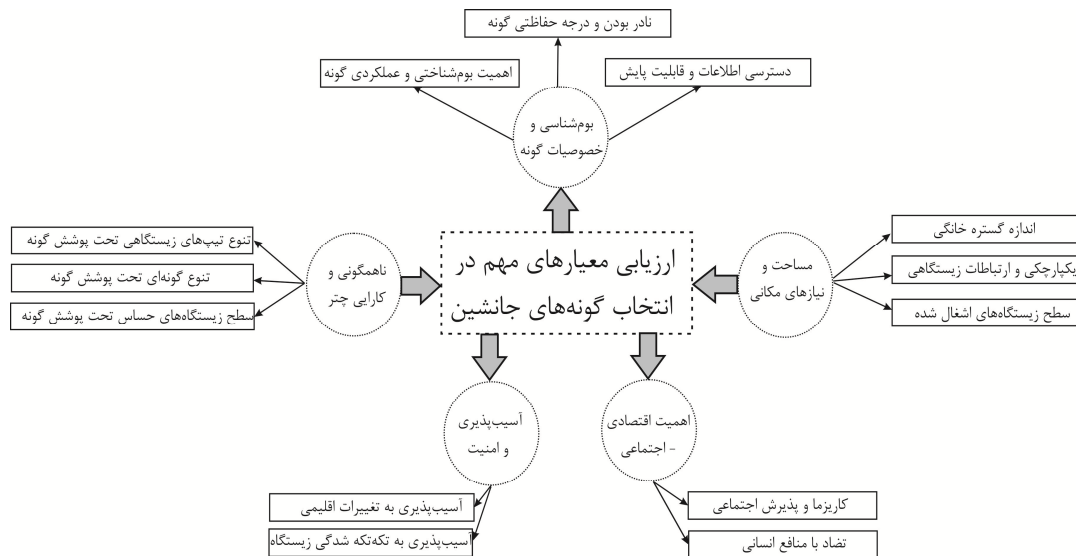 نادر بودن و درجه حفاظتی گونه
اهمیت بوم‌شناختی و عملکردی گونه
دسترسی اطلاعات و قابلیت پایش
بوم‌شناسی و
خصوصیات گونه
اندازه گستره خانگی
یکپارچکی و ارتباطات زیستگاهی
سطح زیستگاه‌های اشغال شده
مساحت و
نیازهای مکانی
ارزیابی معیارهای مهم در
انتخاب گونه‌های جانشین
ناهمگونی و
کارایی چتر
تنوع تیپ‌های زیستگاهی تحت پوشش گونه
تنوع گونه‌ای تحت پوشش گونه
سطح زیستگاه‌های حساس تحت پوشش گونه
اهمیت اقتصادی
- اجتماعی
آسیب‌پذیری
و امنیت
کاریزما و پذیرش اجتماعی
تضاد با منافع انسانی
آسیب‌پذیری به تغییرات اقلیمی
آسیب‌پذیری به تکه‌تکه شدگی زیستگاه